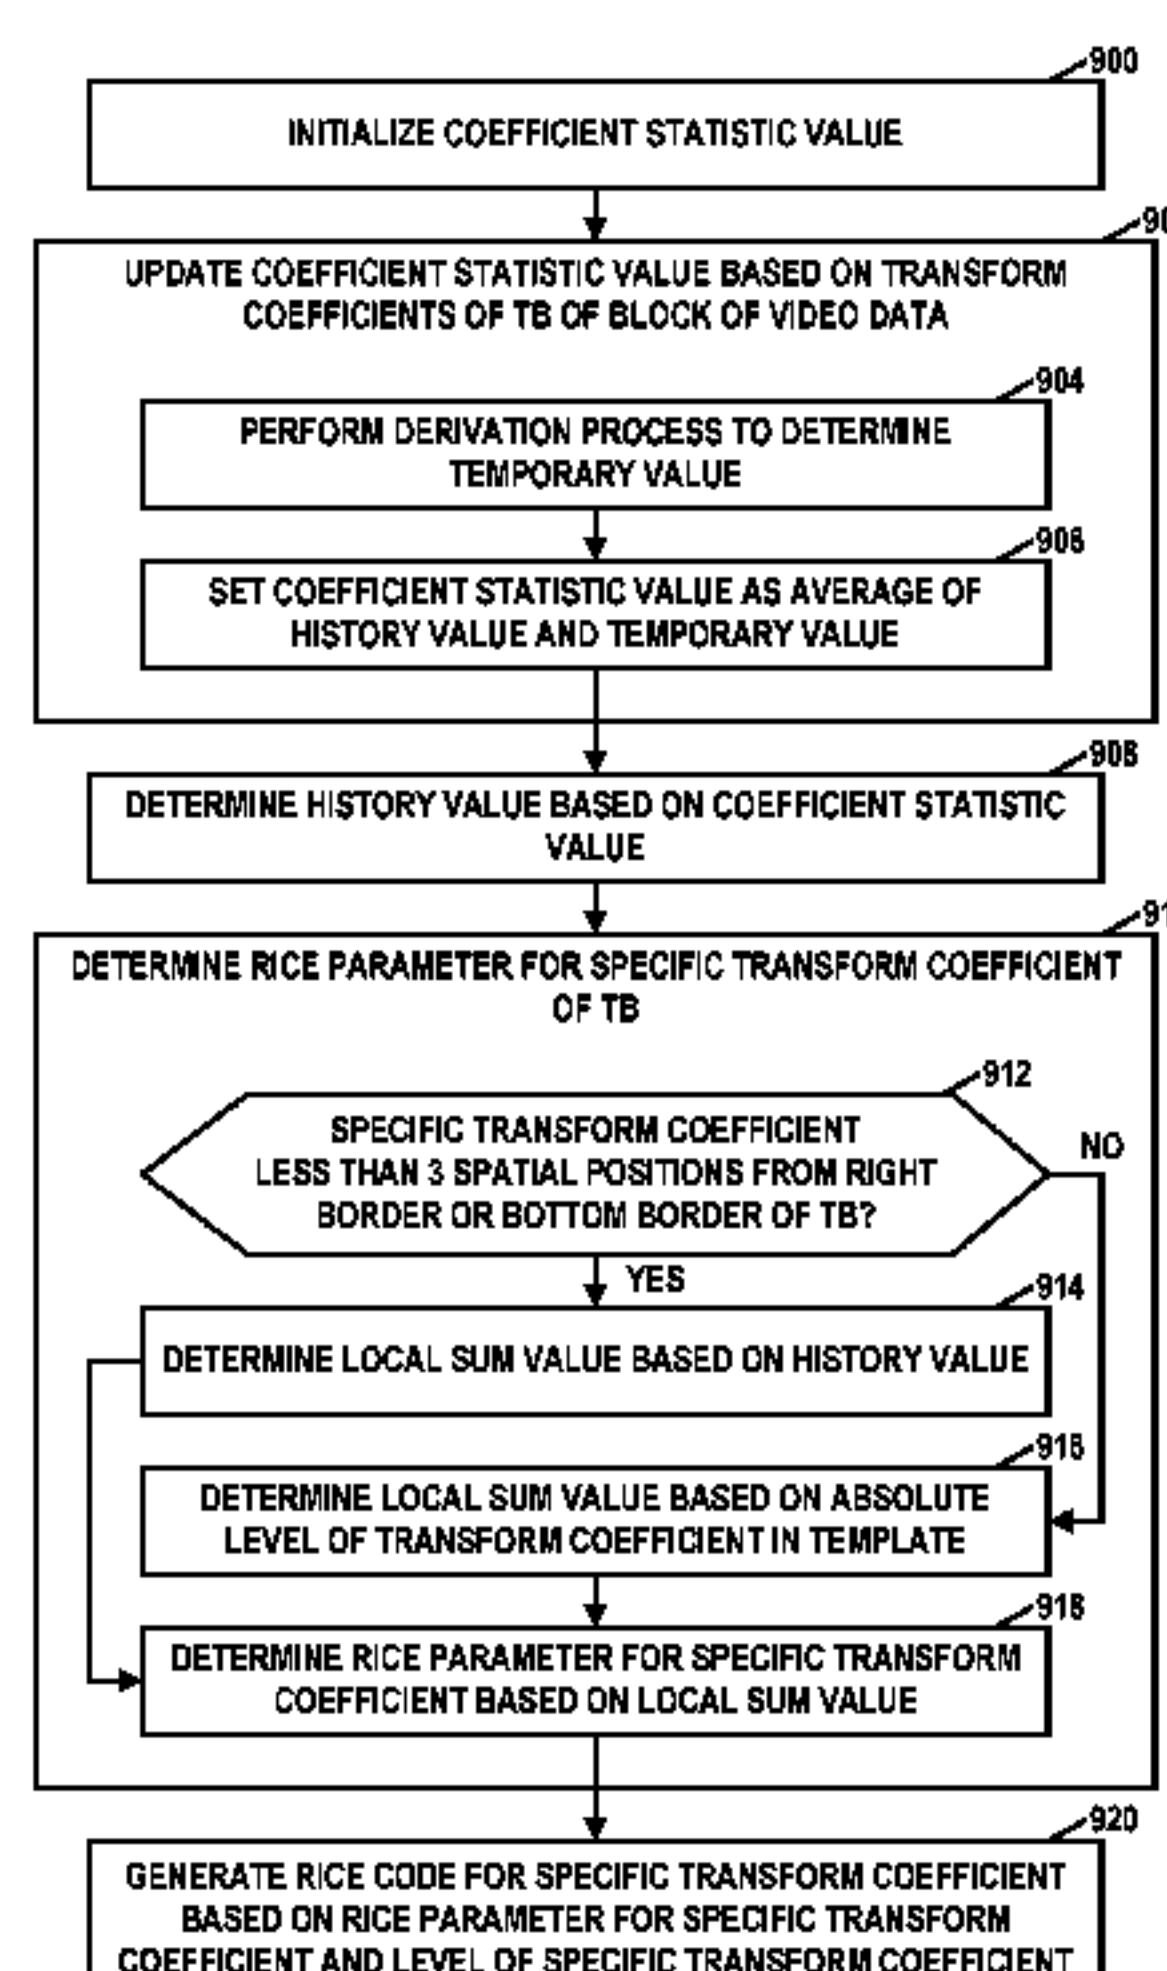 900
INITIALIZE COEFFICIENT STATISTIC VALUE
UPDATE COEFFICIENT STATISTIC VALUE BASED ON TRANSFORM
COEFFICIENTS OF TB OF BLOCK OF VIDEO DATA
904
PERFORM DERIVATION PROCESS TO DETERMINE
TEMPORARY VALUE
906
SET COEFFICIENT STATISTIC VALUE AS AVERAGE OF
HISTORY VALUE AND TEMPORARY VALUE
908
DETERMINE HISTORY VALUE BASED ON COEFFICIENT STATISTIC
VALUE
DETERMINE RICE PARAMETER FOR SPECIFIC TRANSFORM COEFFICIENT
OF TB
912
SPECIFIC TRANSFORM COEFFICIENT
LESS THAN 3 SPATIAL POSITIONS FROM RIGHT
BORDER OR BOTTOM BORDER OF TB?
NO
YES
914
DETERMINE LOCAL SUM VALUE BASED ON HISTORY VALUE
916
DETERMINE LOCAL SUM VALUE BASED ON ABSOLUTE
LEVEL OF TRANSFORM COEFFICIENT IN TEMPLATE
918
DETERMINE RICE PARAMETER FOR SPECIFIC TRANSFORM
COEFFICIENT BASED ON LOCAL SUM VALUE
920
GENERATE RICE CODE FOR SPECIFIC TRANSFORM COEFFICIENT
BASED ON RICE PARAMETER FOR SPECIFIC TRANSFORM
COEFFICIENT AND LEVEL OF SPECIFIC TRANSFORM COEFFICIENT